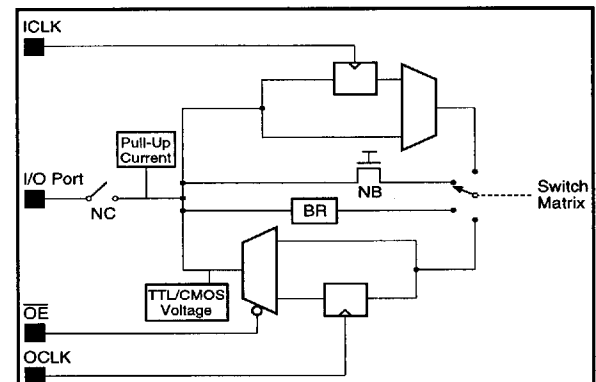 ICLK
Pull-Up
Current
I/O Port
NC
NB
Switch
Matrix
BR
TTL/CMOS
Voltage
OE
OCLK